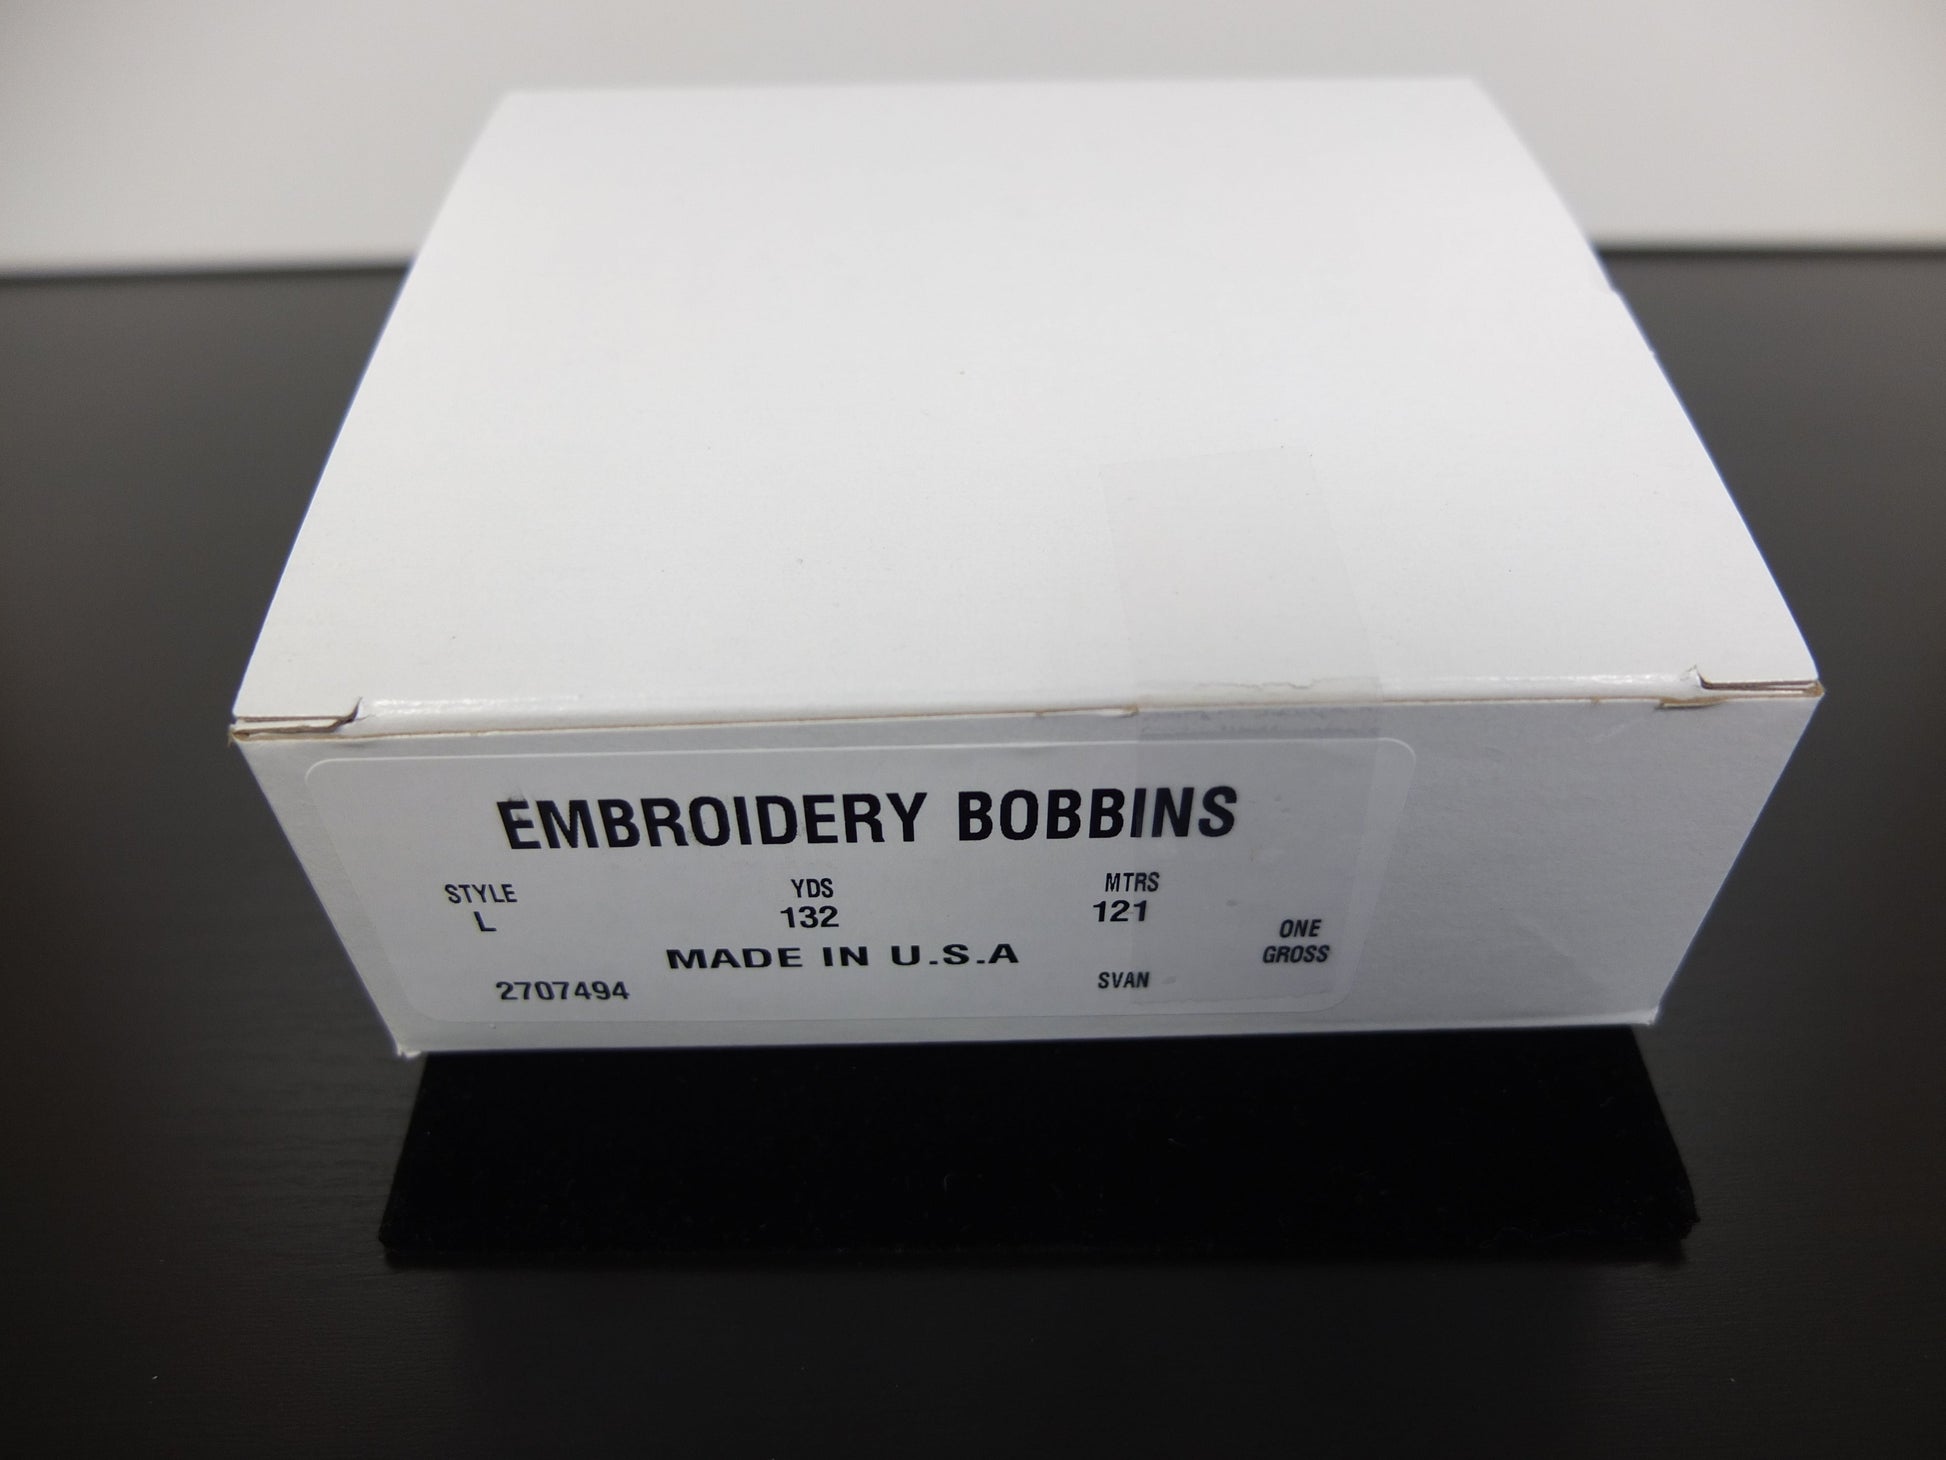 EMBROIDERY BOBBINS
STYLE YDS MTRS
L 132 121
ONE
GROSS
MADE IN U.S.A
2707494 SVAN